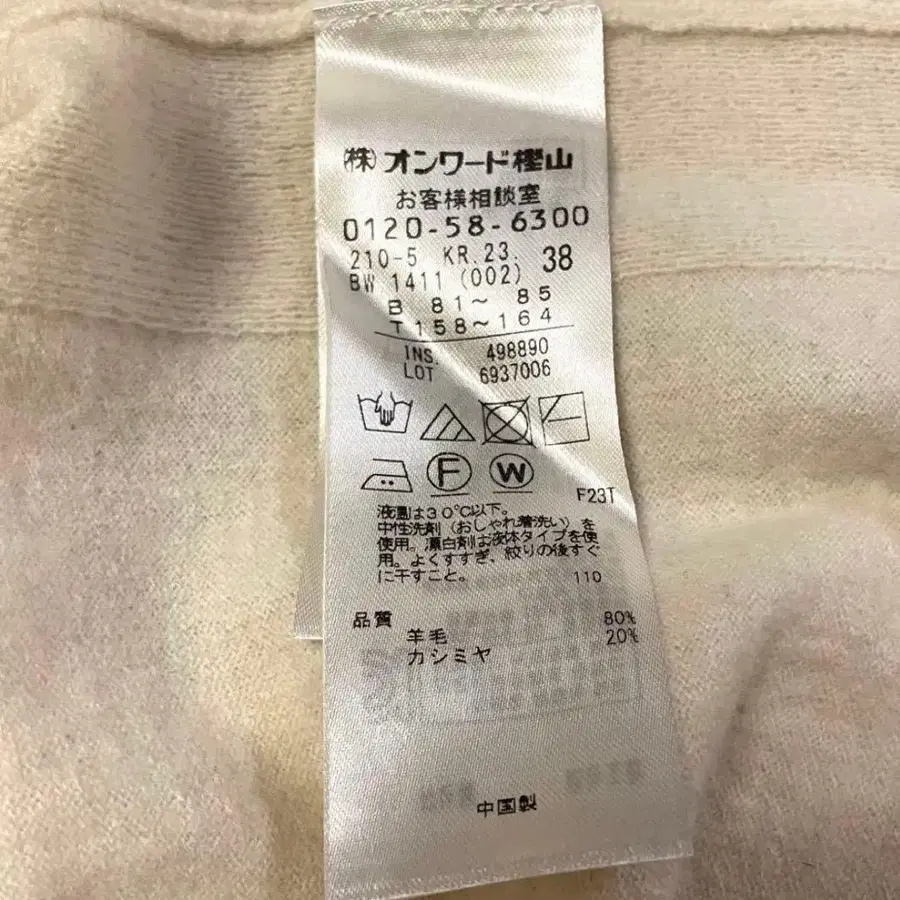 (株)オンワード樫山
お客様相談室
0120-58-6300
210-5 KR.23. 38
BW 1411 (002)
B 81〜 85
T 158〜164
INS. 498890
LOT 6937006
F
W
F23T
液温は30℃以下。
中性洗剤（おしゃれ着洗い）を
使用。漂白剤は液体タイプを使
用。よくすすぎ、絞りの後すぐ
に干すこと。 110
品質 80%
羊毛 20%
カシミヤ
中国製